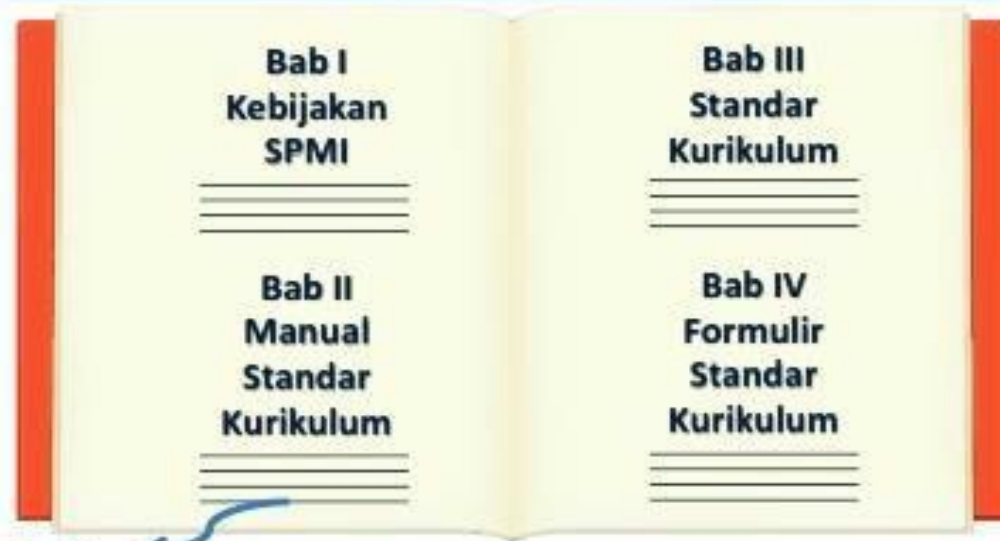 Bab I
Kebijakan
SPMI
Bab II
Manual
Standar
Kurikulum
Bab III
Standar
Kurikulum
Bab IV
Formulir
Standar
Kurikulum